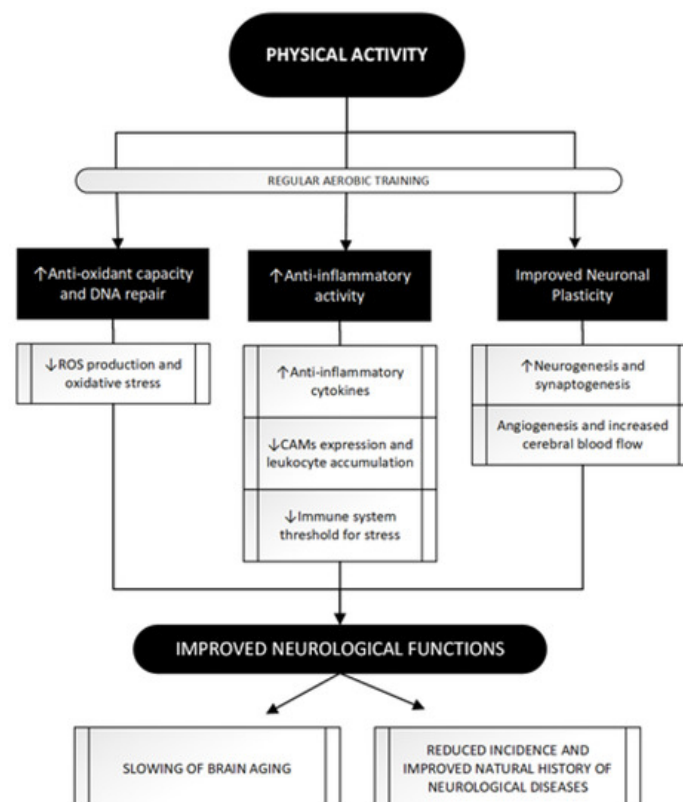 PHYSICAL ACTIVITY
REGULAR AEROBIC TRAINING
↑Anti-oxidant capacity
and DNA repair
↓ROS production and
oxidative stress
↑Anti-inflammatory
activity
↑Anti-inflammatory
cytokines
↓CAMs expression and
leukocyte accumulation
↓Immune system
threshold for stress
Improved Neuronal
Plasticity
↑Neurogenesis and
synaptogenesis
Angiogenesis and increased
cerebral blood flow
IMPROVED NEUROLOGICAL FUNCTIONS
SLOWING OF BRAIN AGING
REDUCED INCIDENCE AND
IMPROVED NATURAL HISTORY OF
NEUROLOGICAL DISEASES